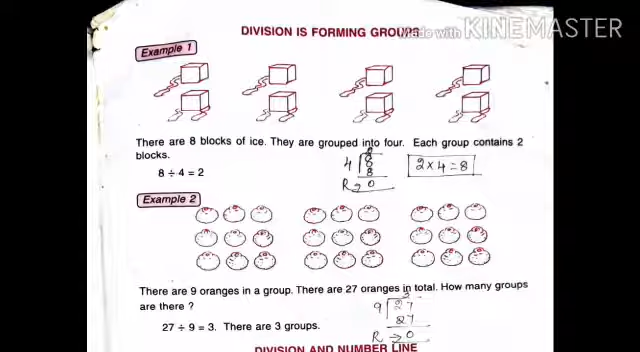 DIVISION IS FORMING GROUPS
Made with KINEMASTER
Example 1
There are 8 blocks of ice. They are grouped into four. Each group contains 2
blocks.
8 ÷ 4 = 2
4 8
8
R→ 0
2 × 4 = 8
Example 2
There are 9 oranges in a group. There are 27 oranges in total. How many groups
are there ?
27 ÷ 9 = 3. There are 3 groups.
9 27
27
R→ 0
DIVISION AND NUMBER LINE